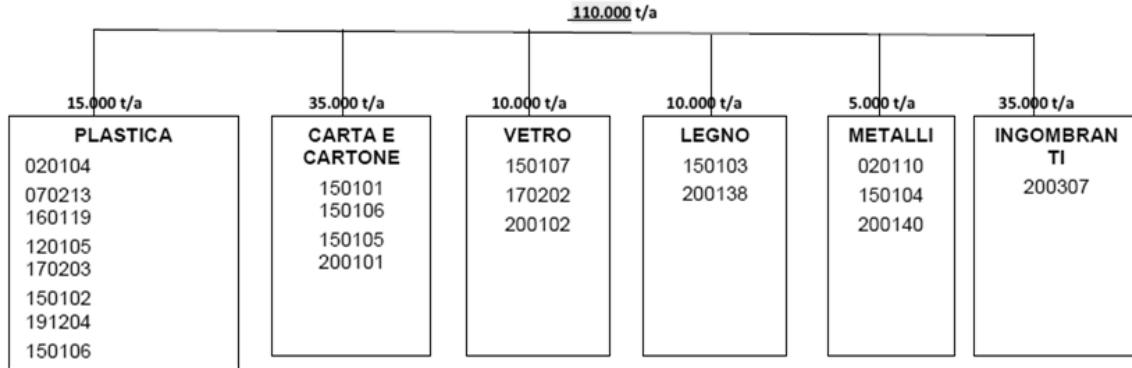 110.000 t/a
15.000 t/a
35.000 t/a
10.000 t/a
10.000 t/a
5.000 t/a
35.000 t/a
PLASTICA
020104
070213
160119
120105
170203
150102
191204
150106
CARTA E
CARTONE
150101
150106
150105
200101
VETRO
150107
170202
200102
LEGNO
150103
200138
METALLI
020110
150104
200140
INGOMBRAN
TI
200307